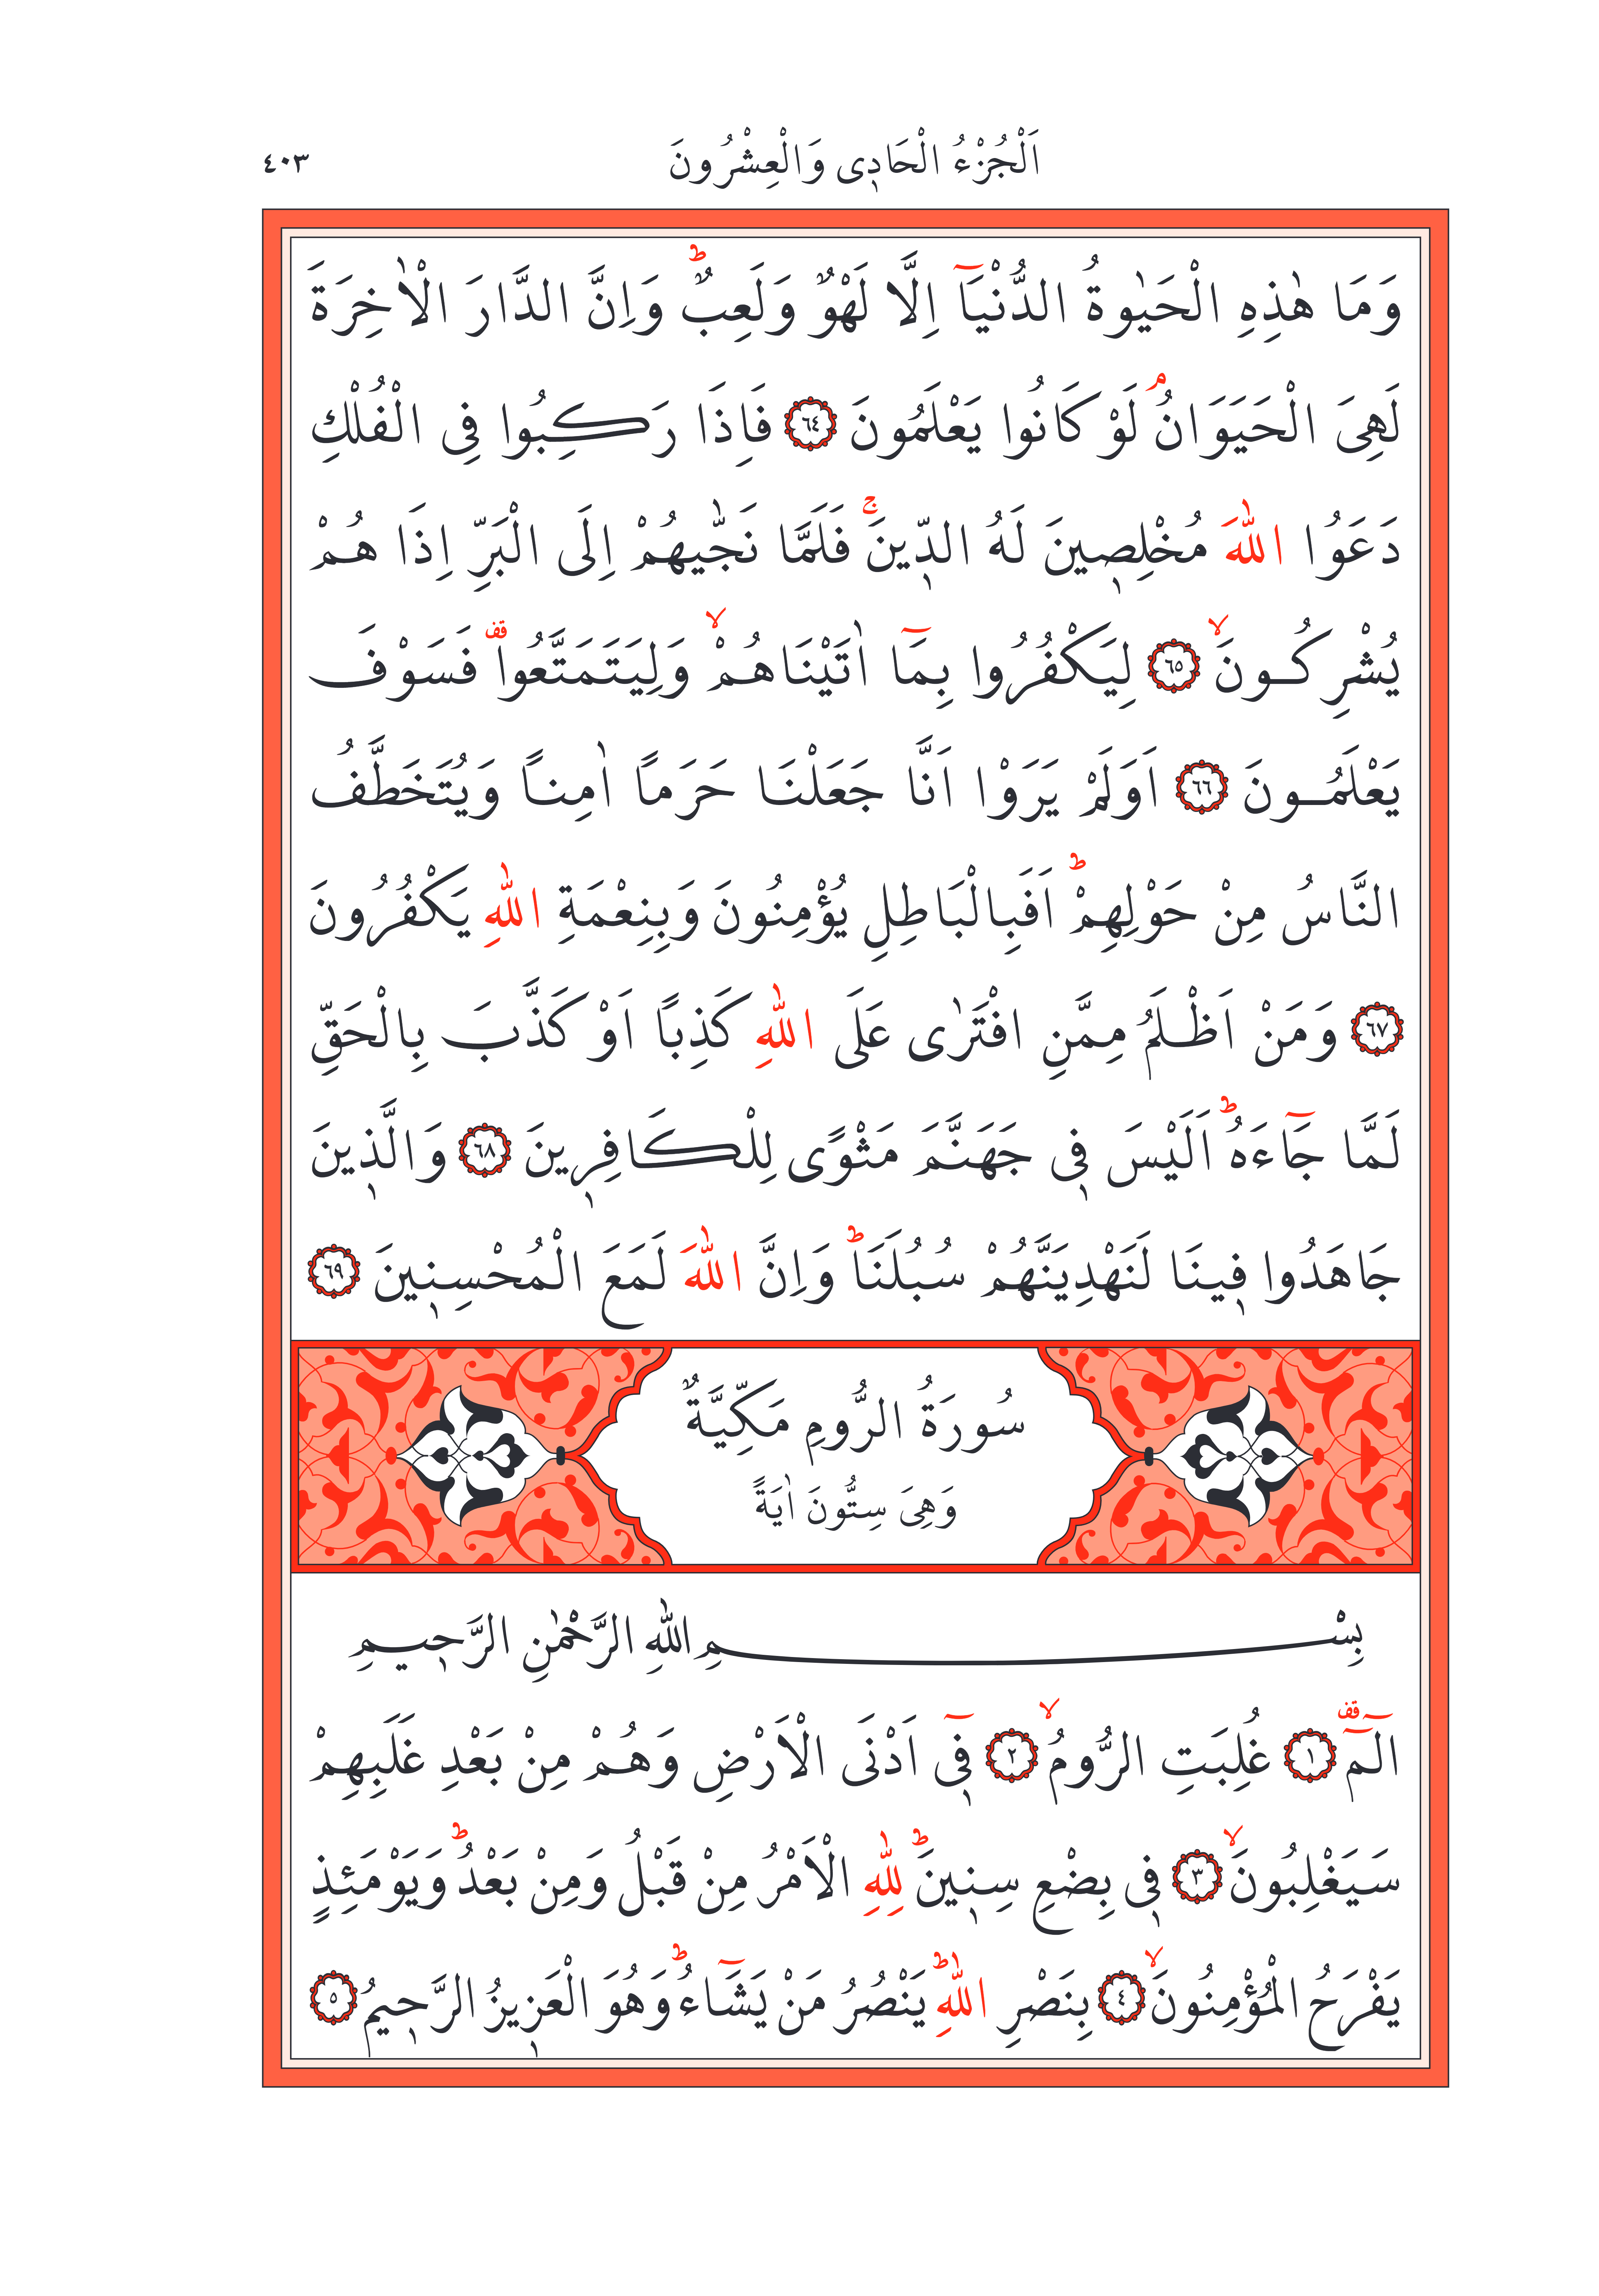 اَلْجُزْءُ الْحَادٖى وَالْعِشْرُونَ
٤٠٣
وَمَا هٰذِهِ الْحَيٰوةُ الدُّنْيَٓا اِلَّا لَهْوٌ وَلَعِبٌؕ وَاِنَّ الدَّارَ الْاٰخِرَةَ
لَهِىَ الْحَيَوَانُۢ لَوْ كَانُوا يَعْلَمُونَ ﴿٦٤﴾ فَاِذَا رَكِبُوا فِى الْفُلْكِ
دَعَوُا اللّٰهَ مُخْلِصٖينَ لَهُ الدّٖينَۚ فَلَمَّا نَجّٰيهُمْ اِلَى الْبَرِّ اِذَا هُمْ
يُشْرِكُونَۙ ﴿٦٥﴾ لِيَكْفُرُوا بِمَٓا اٰتَيْنَاهُمْۙ وَلِيَتَمَتَّعُواࣞ فَسَوْفَ
يَعْلَمُونَ ﴿٦٦﴾ اَوَلَمْ يَرَوْا اَنَّا جَعَلْنَا حَرَمًا اٰمِنًا وَيُتَخَطَّفُ
النَّاسُ مِنْ حَوْلِهِمْؕ اَفَبِالْبَاطِلِ يُؤْمِنُونَ وَبِنِعْمَةِ اللّٰهِ يَكْفُرُونَ
﴿٦٧﴾ وَمَنْ اَظْلَمُ مِمَّنِ افْتَرٰى عَلَى اللّٰهِ كَذِبًا اَوْ كَذَّبَ بِالْحَقِّ
لَمَّا جَٓاءَهُؕ اَلَيْسَ فٖى جَهَنَّمَ مَثْوًى لِلْكَافِرٖينَ ﴿٦٨﴾ وَالَّذٖينَ
جَاهَدُوا فٖينَا لَنَهْدِيَنَّهُمْ سُبُلَنَاؕ وَاِنَّ اللّٰهَ لَمَعَ الْمُحْسِنٖينَ ﴿٦٩﴾
سُورَةُ الرُّومِ مَكِّيَّةٌ
وَهِىَ سِتُّونَ اٰيَةً
بِسْمِ اللّٰهِ الرَّحْمٰنِ الرَّحٖيمِ
الٓمٓࣞ ﴿١﴾ غُلِبَتِ الرُّومُۙ ﴿٢﴾ فٖٓى اَدْنَى الْاَرْضِ وَهُمْ مِنْ بَعْدِ غَلَبِهِمْ
سَيَغْلِبُونَۙ ﴿٣﴾ فٖى بِضْعِ سِنٖينَؕ لِلّٰهِ الْاَمْرُ مِنْ قَبْلُ وَمِنْ بَعْدُؕ وَيَوْمَئِذٍ
يَفْرَحُ الْمُؤْمِنُونَۙ ﴿٤﴾ بِنَصْرِ اللّٰهِؕ يَنْصُرُ مَنْ يَشَٓاءُؕ وَهُوَ الْعَزٖيزُ الرَّحٖيمُ ﴿٥﴾